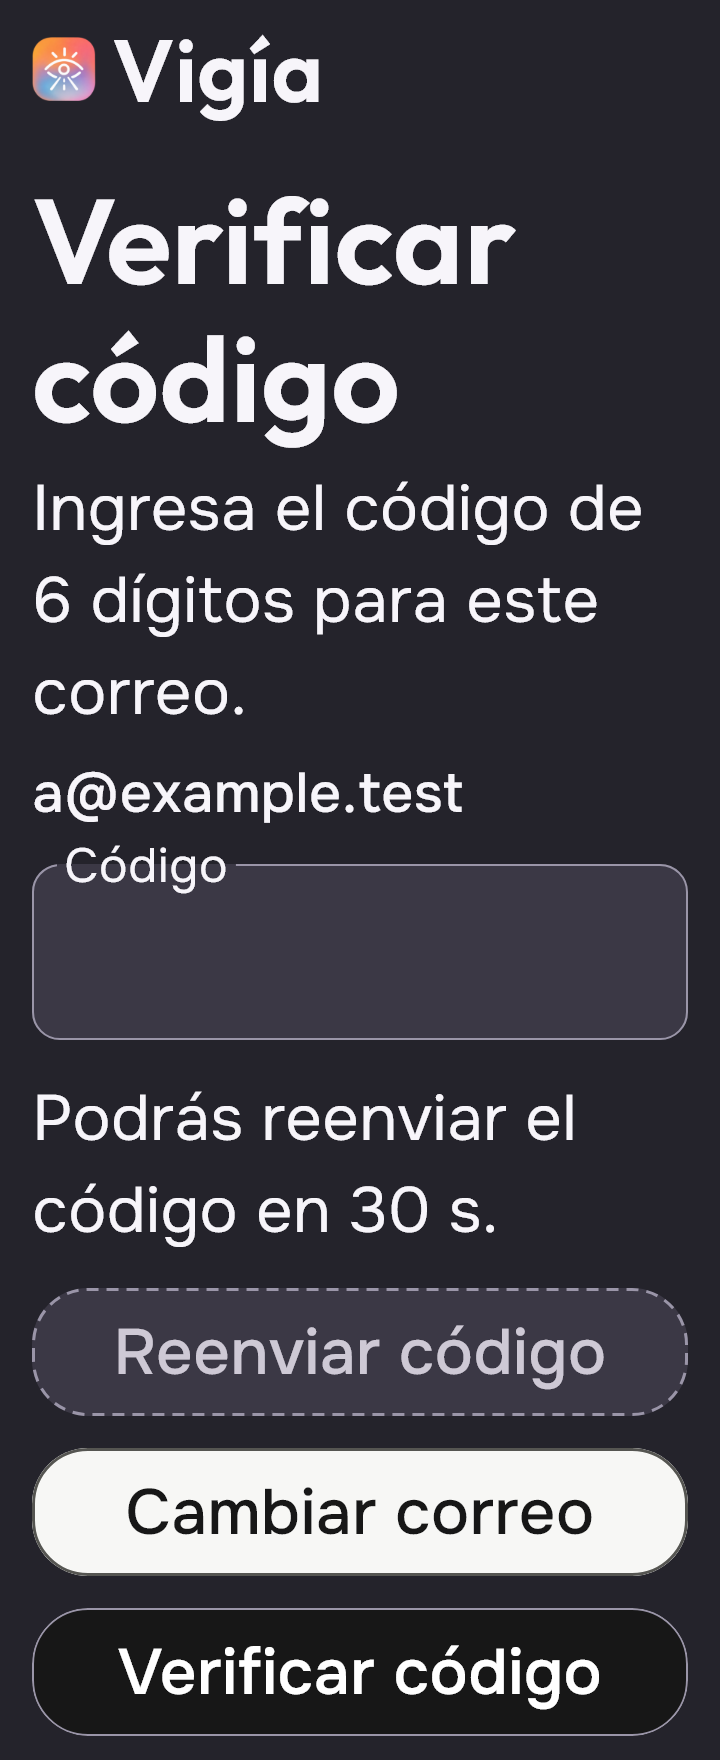 Vigía
Verificar
código
Ingresa el código de
6 dígitos para este
correo.
a@example.test
Código
Podrás reenviar el
código en 30 s.
Reenviar código
Cambiar correo
Verificar código